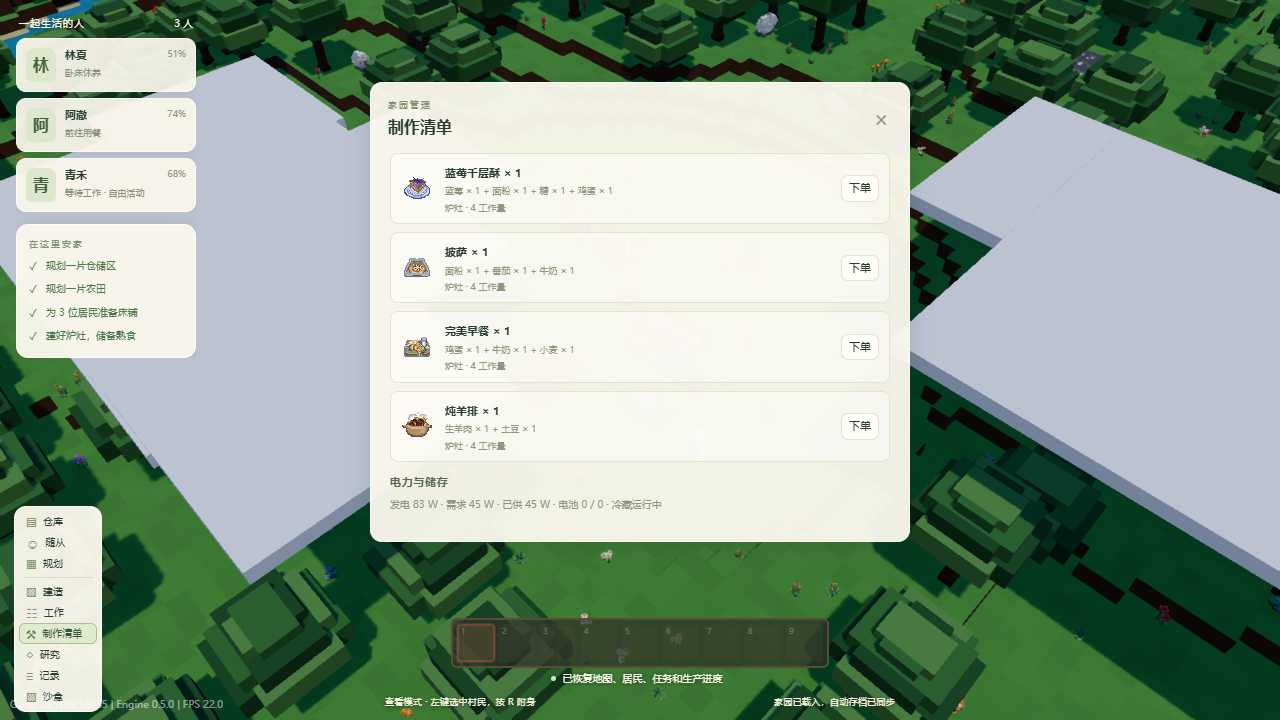 一起生活的人 3 人
林
林夏 51%
卧床休养
阿
阿澈 74%
前往用餐
青
青禾 68%
等待工作 · 自由活动
在这里安家
✓ 规划一片仓储区
✓ 规划一片农田
✓ 为 3 位居民准备床铺
✓ 建好炉灶，储备熟食
家园管理
制作清单
蓝莓千层酥 × 1
蓝莓 × 1 + 面粉 × 1 + 糖 × 1 + 鸡蛋 × 1
炉灶 · 4 工作量
下单
披萨 × 1
面粉 × 1 + 番茄 × 1 + 牛奶 × 1
炉灶 · 4 工作量
下单
完美早餐 × 1
鸡蛋 × 1 + 牛奶 × 1 + 小麦 × 1
炉灶 · 4 工作量
下单
炖羊排 × 1
生羊肉 × 1 + 土豆 × 1
炉灶 · 4 工作量
下单
电力与储存
发电 83 W · 需求 45 W · 已供 45 W · 电池 0 / 0 · 冷藏运行中
仓库
随从
规划
建造
工作
制作清单
研究
记录
沙盒
| Engine 0.5.0 | FPS 22.0
1 2 3 4 5 6 7 8 9
已恢复地图、居民、任务和生产进度
查看模式 · 左键选中村民，按 R 附身
家园已载入，自动存档已同步